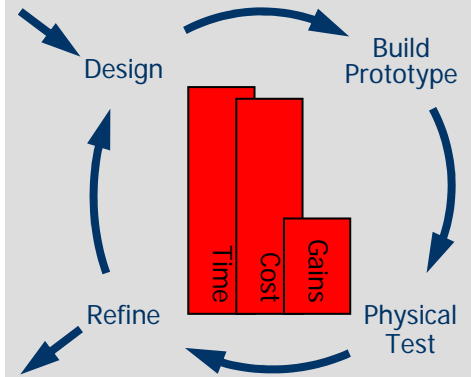 Design
Build
Prototype
Time
Cost
Gains
Refine
Physical
Test